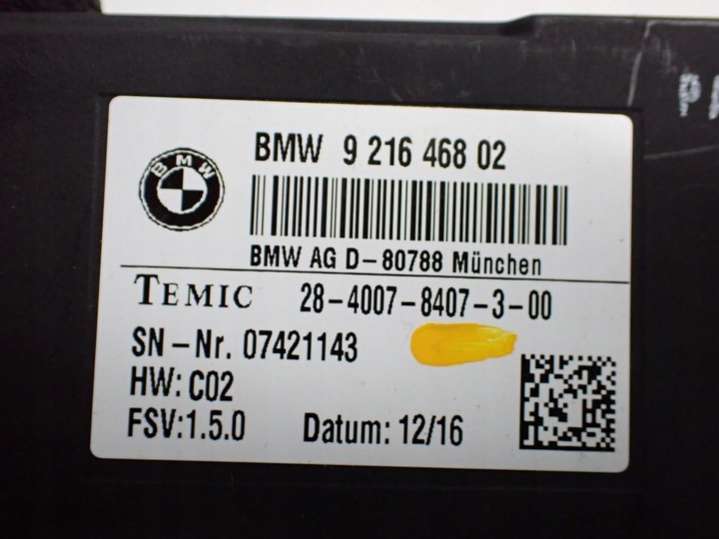 BMW
BMW 9 216 468 02
BMW AG D-80788 München
TEMIC 28-4007-8407-3-00
SN-Nr. 07421143
HW: C02
FSV:1.5.0 Datum: 12/16